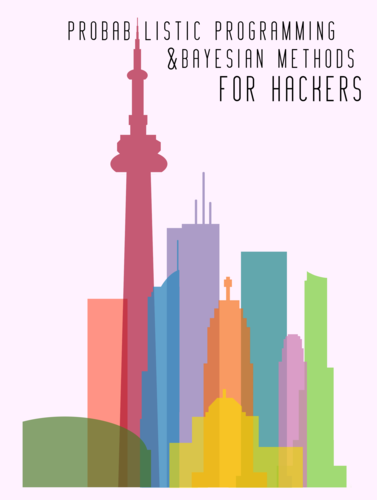 PROBABILISTIC PROGRAMMING
&BAYESIAN METHODS
FOR HACKERS